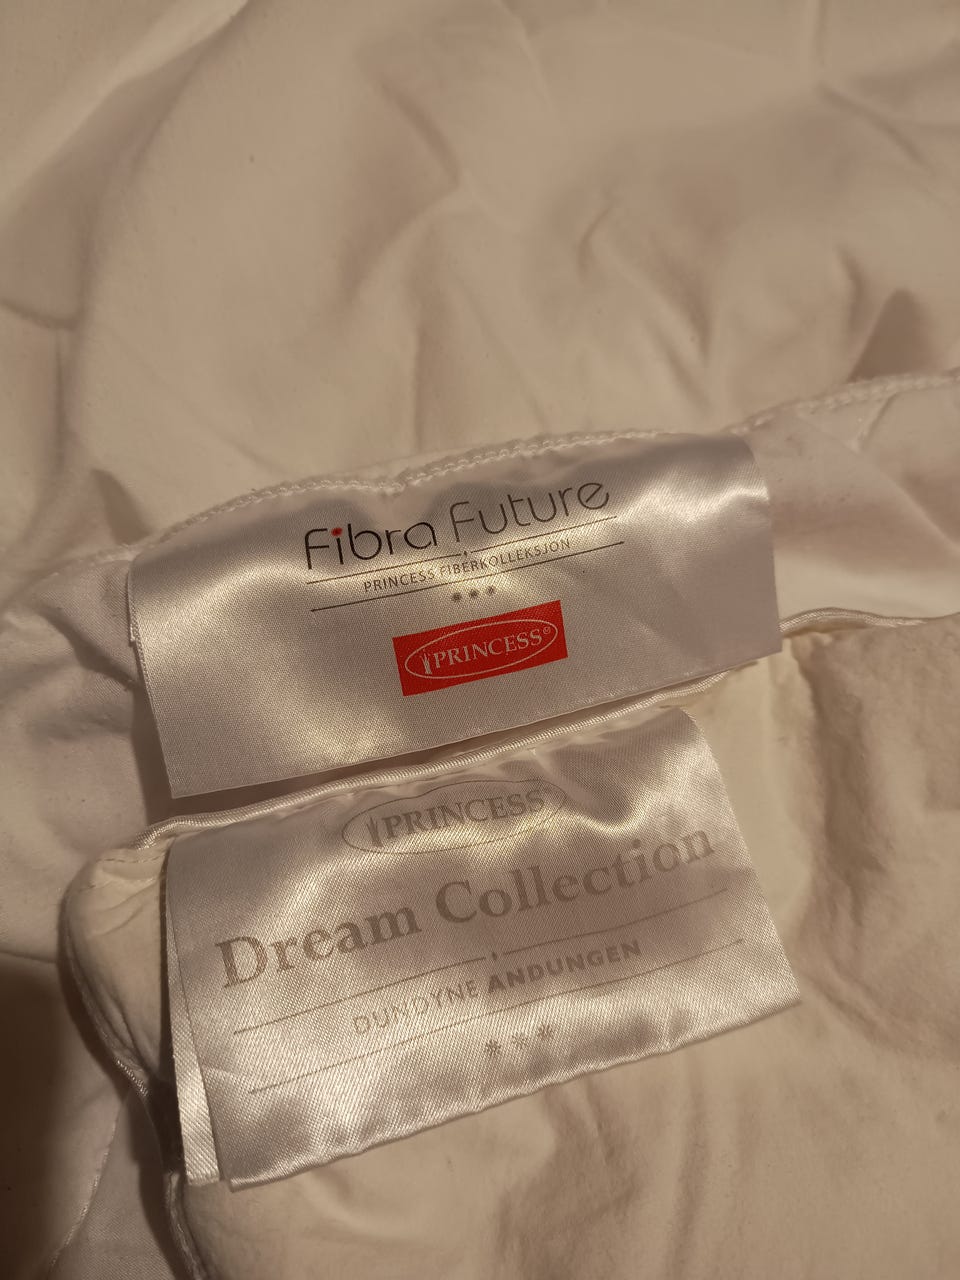 Fibra Future
PRINCESS FIBERKOLLEKSJON
***
PRINCESS®
PRINCESS®
Dream Collection
DUNDYNE ANDUNGEN
***